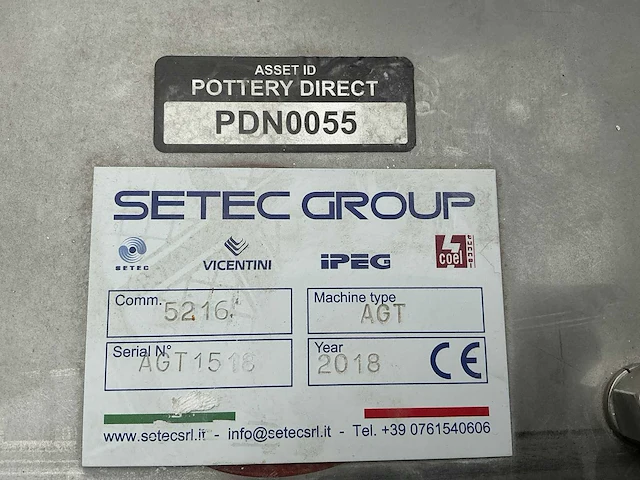 ASSET ID
POTTERY DIRECT
PDN0055
SETEC GROUP
SETEC VICENTINI IPEG coel tunnel
Comm. 5216 Machine type AGT
Serial N° Year 2018 CE
www.setecsrl.it - info@setecsrl.it - Tel. +39 0761540606